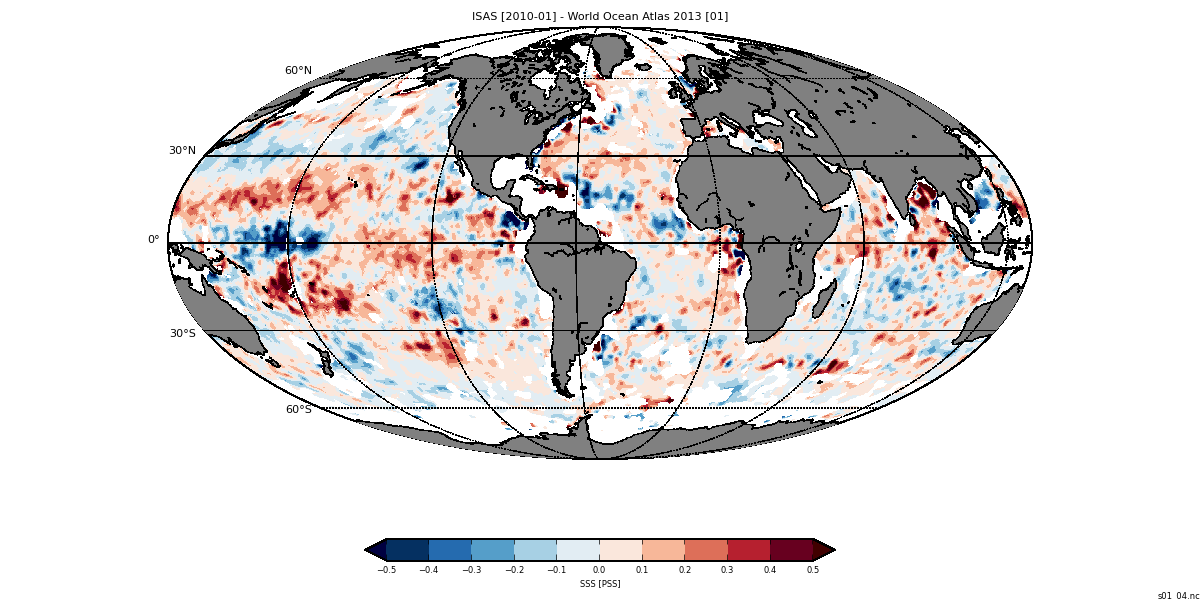 ISAS [2010-01] - World Ocean Atlas 2013 [01]
60°N
30°N
0°
30°S
60°S
−0.5 −0.4 −0.3 −0.2 −0.1 0.0 0.1 0.2 0.3 0.4 0.5
SSS [PSS]
s01_04.nc